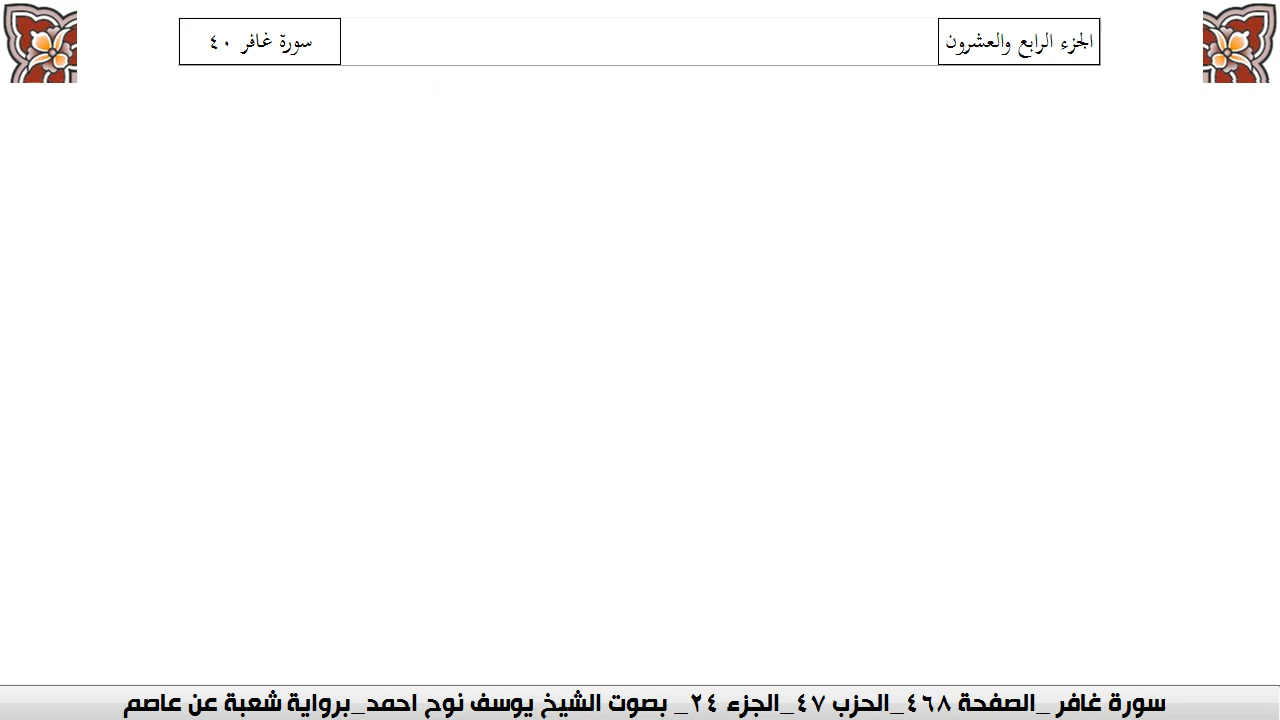 الجزء الرابع والعشرون
سورة غافر ٤٠
سورة غافر _الصفحة ٤٦٨_الحزب ٤٧_الجزء ٢٤_ بصوت الشيخ يوسف نوح احمد_برواية شعبة عن عاصم